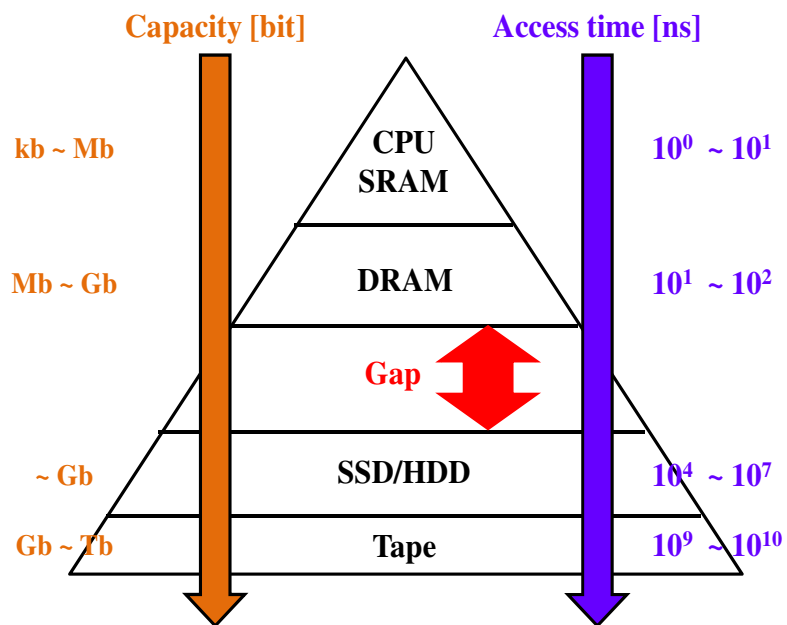 Capacity [bit]
Access time [ns]
kb ~ Mb
CPU
SRAM
10⁰ ~ 10¹
Mb ~ Gb
DRAM
10¹ ~ 10²
Gap
~ Gb
SSD/HDD
10⁴ ~ 10⁷
Gb ~ Tb
Tape
10⁹ ~ 10¹⁰